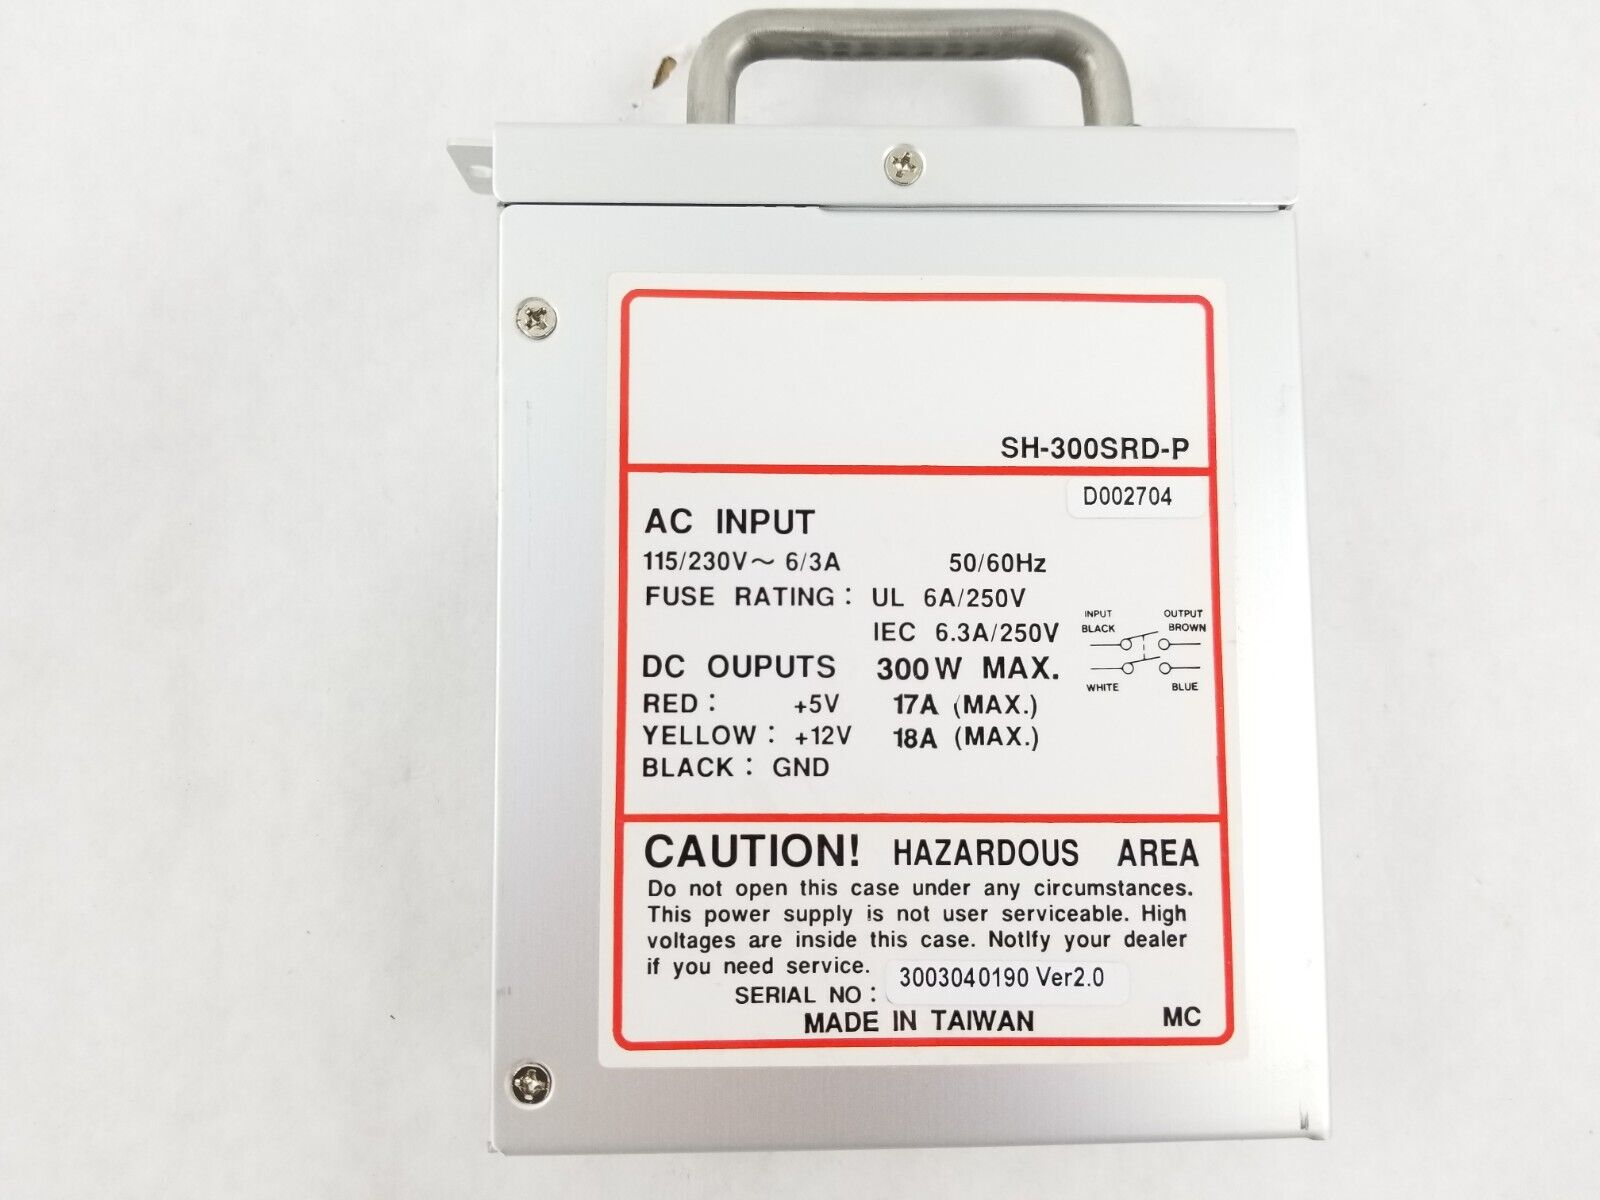 SH-300SRD-P
D002704
AC INPUT
115/230V～ 6/3A 50/60Hz
FUSE RATING : UL 6A/250V
IEC 6.3A/250V
INPUT OUTPUT
BLACK BROWN
WHITE BLUE
DC OUPUTS 300W MAX.
RED : +5V 17A (MAX.)
YELLOW : +12V 18A (MAX.)
BLACK : GND
CAUTION! HAZARDOUS AREA
Do not open this case under any circumstances.
This power supply is not user serviceable. High
voltages are inside this case. NotIfy your dealer
if you need service.
SERIAL NO : 3003040190 Ver2.0
MADE IN TAIWAN MC